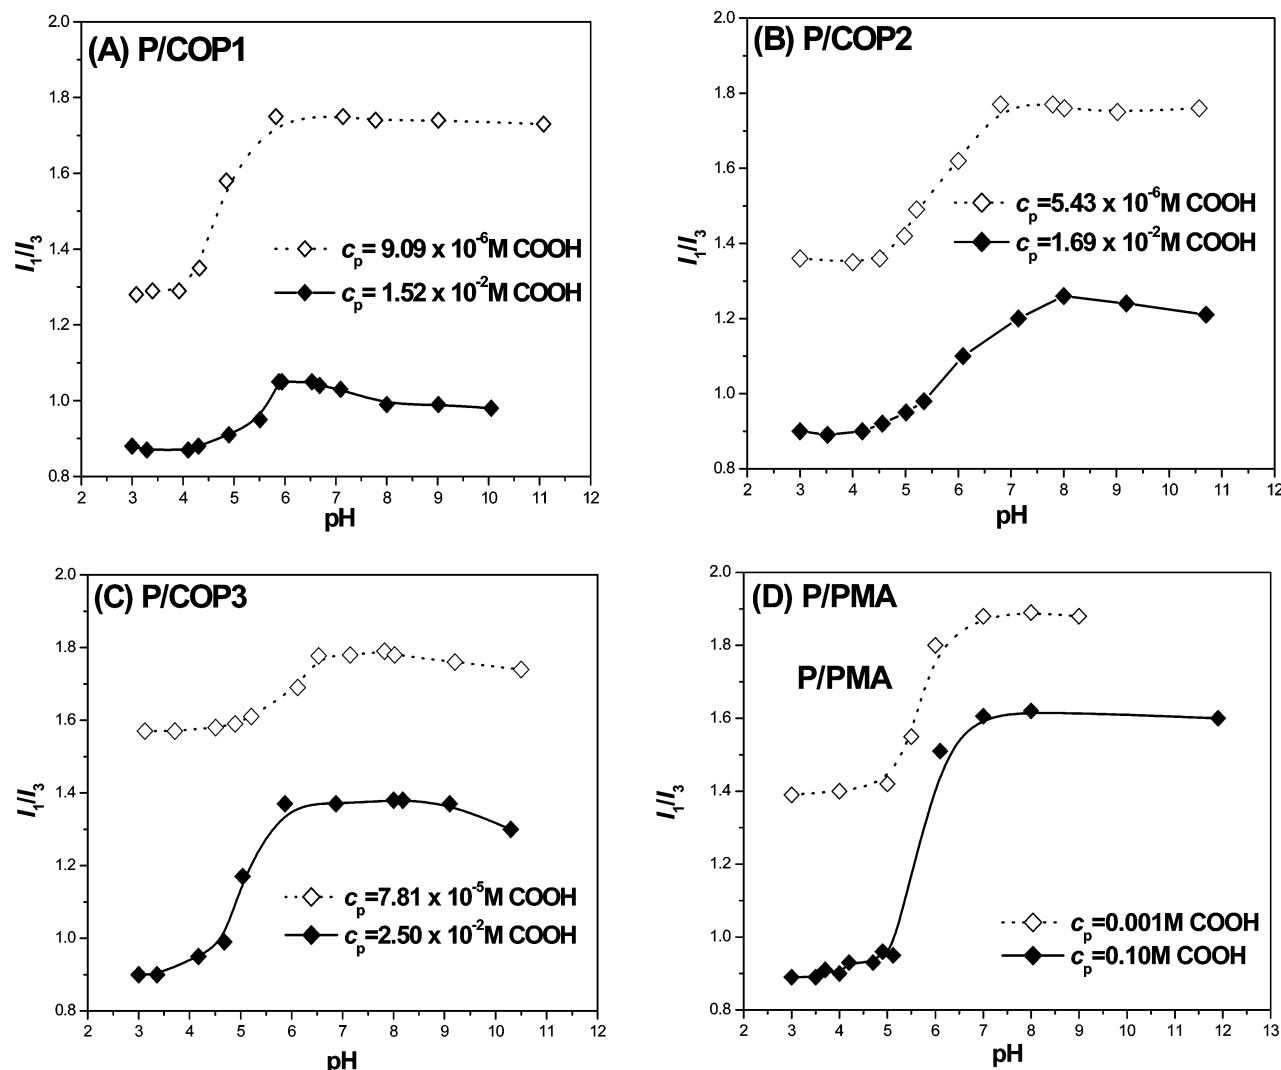 (A) P/COP1
2.0
1.8
1.6
1.4
1.2
1.0
0.8
I₁/I₃
cₚ= 9.09 x 10⁻⁶M COOH
cₚ= 1.52 x 10⁻²M COOH
2 3 4 5 6 7 8 9 10 11 12
pH
(B) P/COP2
2.0
1.8
1.6
1.4
1.2
1.0
0.8
I₁/I₃
cₚ=5.43 x 10⁻⁶M COOH
cₚ=1.69 x 10⁻²M COOH
2 3 4 5 6 7 8 9 10 11 12
pH
(C) P/COP3
2.0
1.8
1.6
1.4
1.2
1.0
0.8
I₁/I₃
cₚ=7.81 x 10⁻⁵M COOH
cₚ=2.50 x 10⁻²M COOH
2 3 4 5 6 7 8 9 10 11 12
pH
(D) P/PMA
P/PMA
2.0
1.8
1.6
1.4
1.2
1.0
0.8
I₁/I₃
cₚ=0.001M COOH
cₚ=0.10M COOH
2 3 4 5 6 7 8 9 10 11 12 13
pH